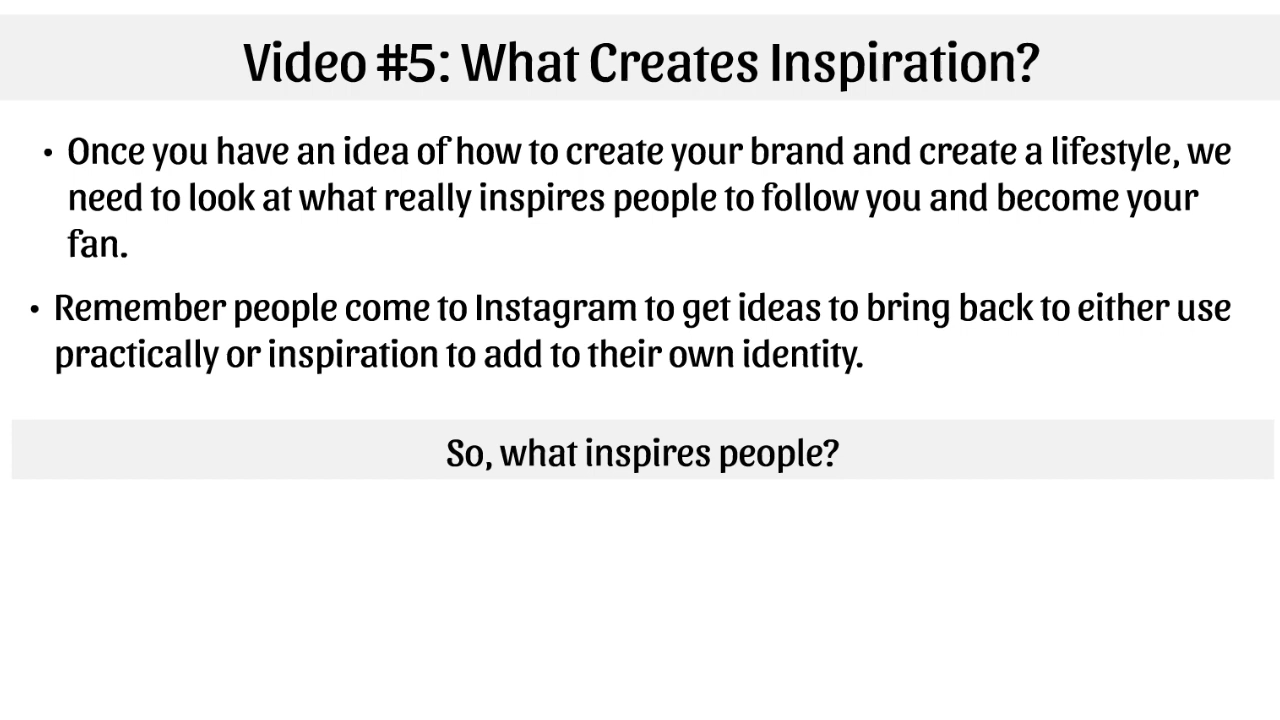 Video #5: What Creates Inspiration?
• Once you have an idea of how to create your brand and create a lifestyle, we
need to look at what really inspires people to follow you and become your
fan.
• Remember people come to Instagram to get ideas to bring back to either use
practically or inspiration to add to their own identity.
So, what inspires people?